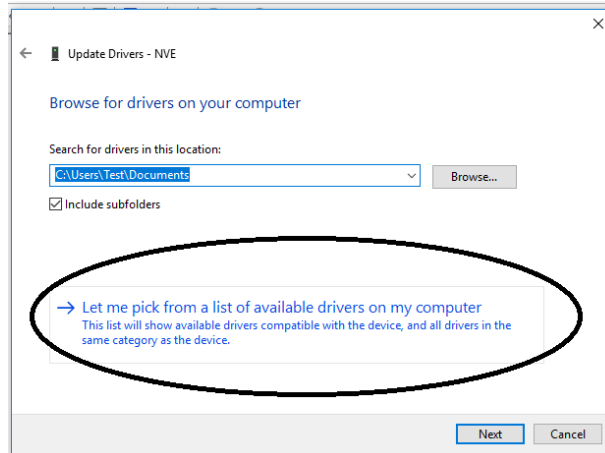 Update Drivers - NVE
Browse for drivers on your computer
Search for drivers in this location:
C:\Users\Test\Documents
Browse...
Include subfolders
Let me pick from a list of available drivers on my computer
This list will show available drivers compatible with the device, and all drivers in the
same category as the device.
Next
Cancel